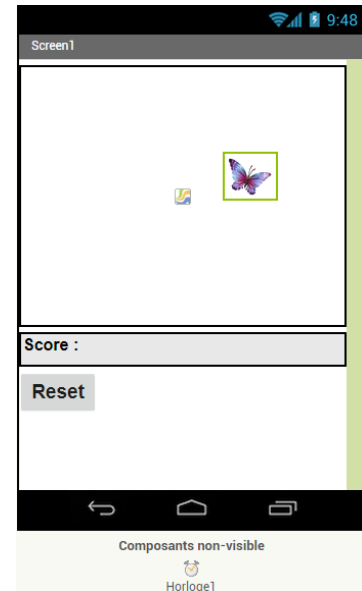 9:48
Screen1
Score :
Reset
Composants non-visible
Horloge1